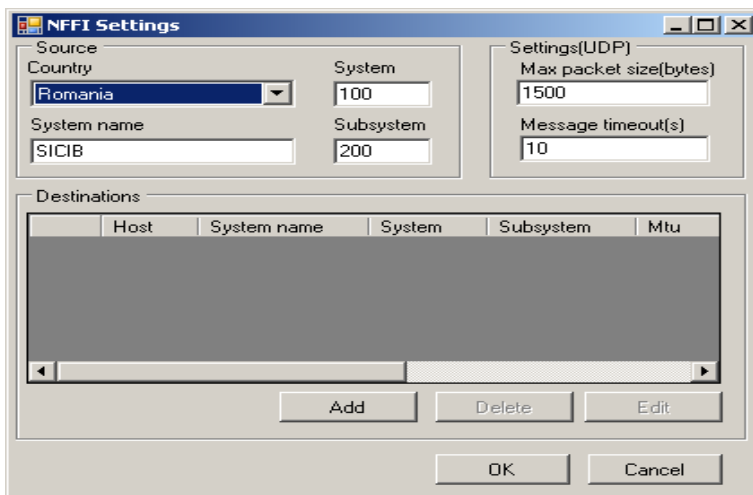 NFFI Settings
Source
Country
System
Romania
100
System name
Subsystem
SICIB
200
Settings(UDP)
Max packet size(bytes)
1500
Message timeout(s)
10
Destinations
Host System name System Subsystem Mtu
Add Delete Edit
OK Cancel